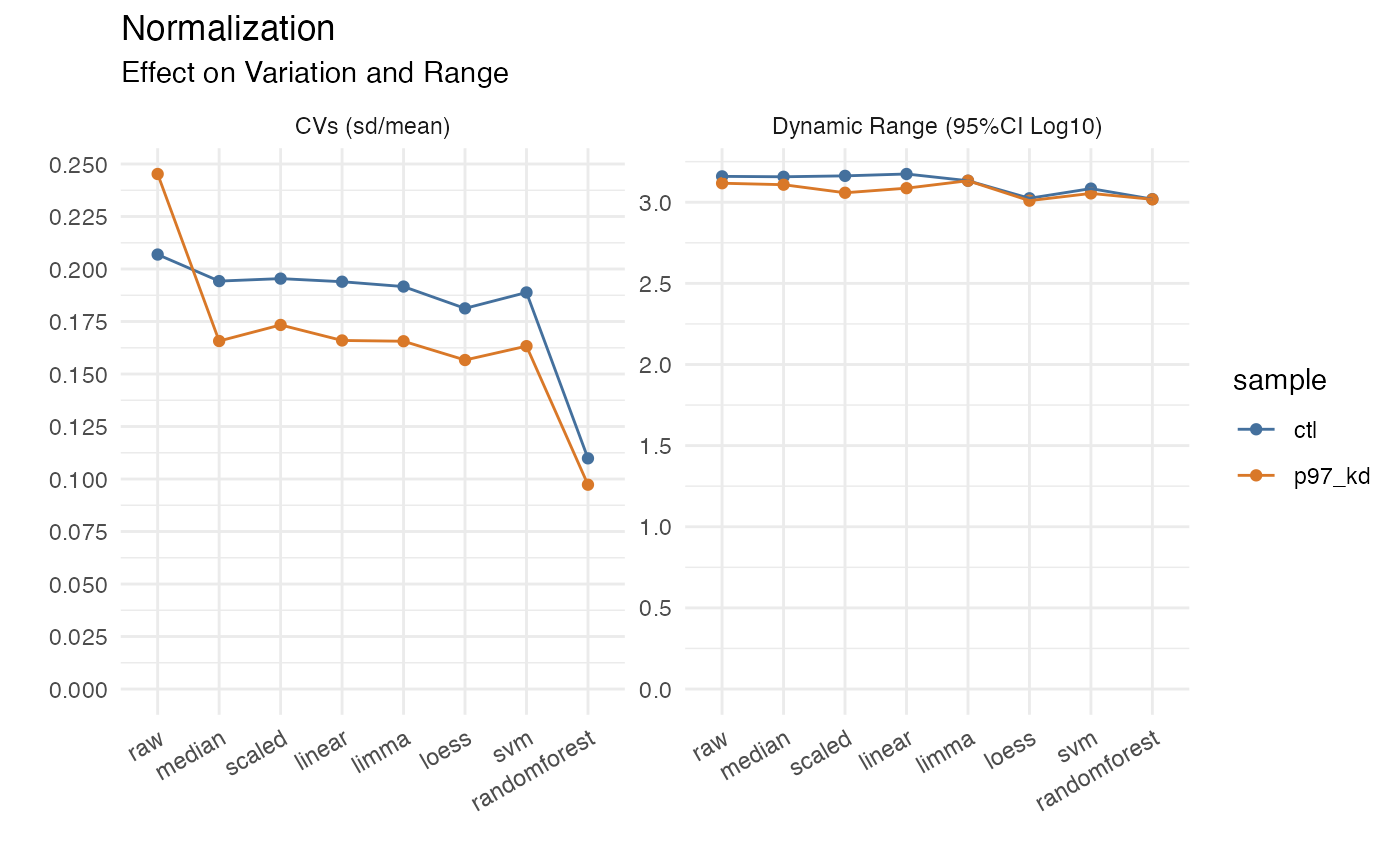 Normalization
Effect on Variation and Range
CVs (sd/mean)
0.250
0.225
0.200
0.175
0.150
0.125
0.100
0.075
0.050
0.025
0.000
raw
median
scaled
linear
limma
loess
svm
randomforest
Dynamic Range (95%CI Log10)
3.0
2.5
2.0
1.5
1.0
0.5
0.0
raw
median
scaled
linear
limma
loess
svm
randomforest
sample
ctl
p97_kd